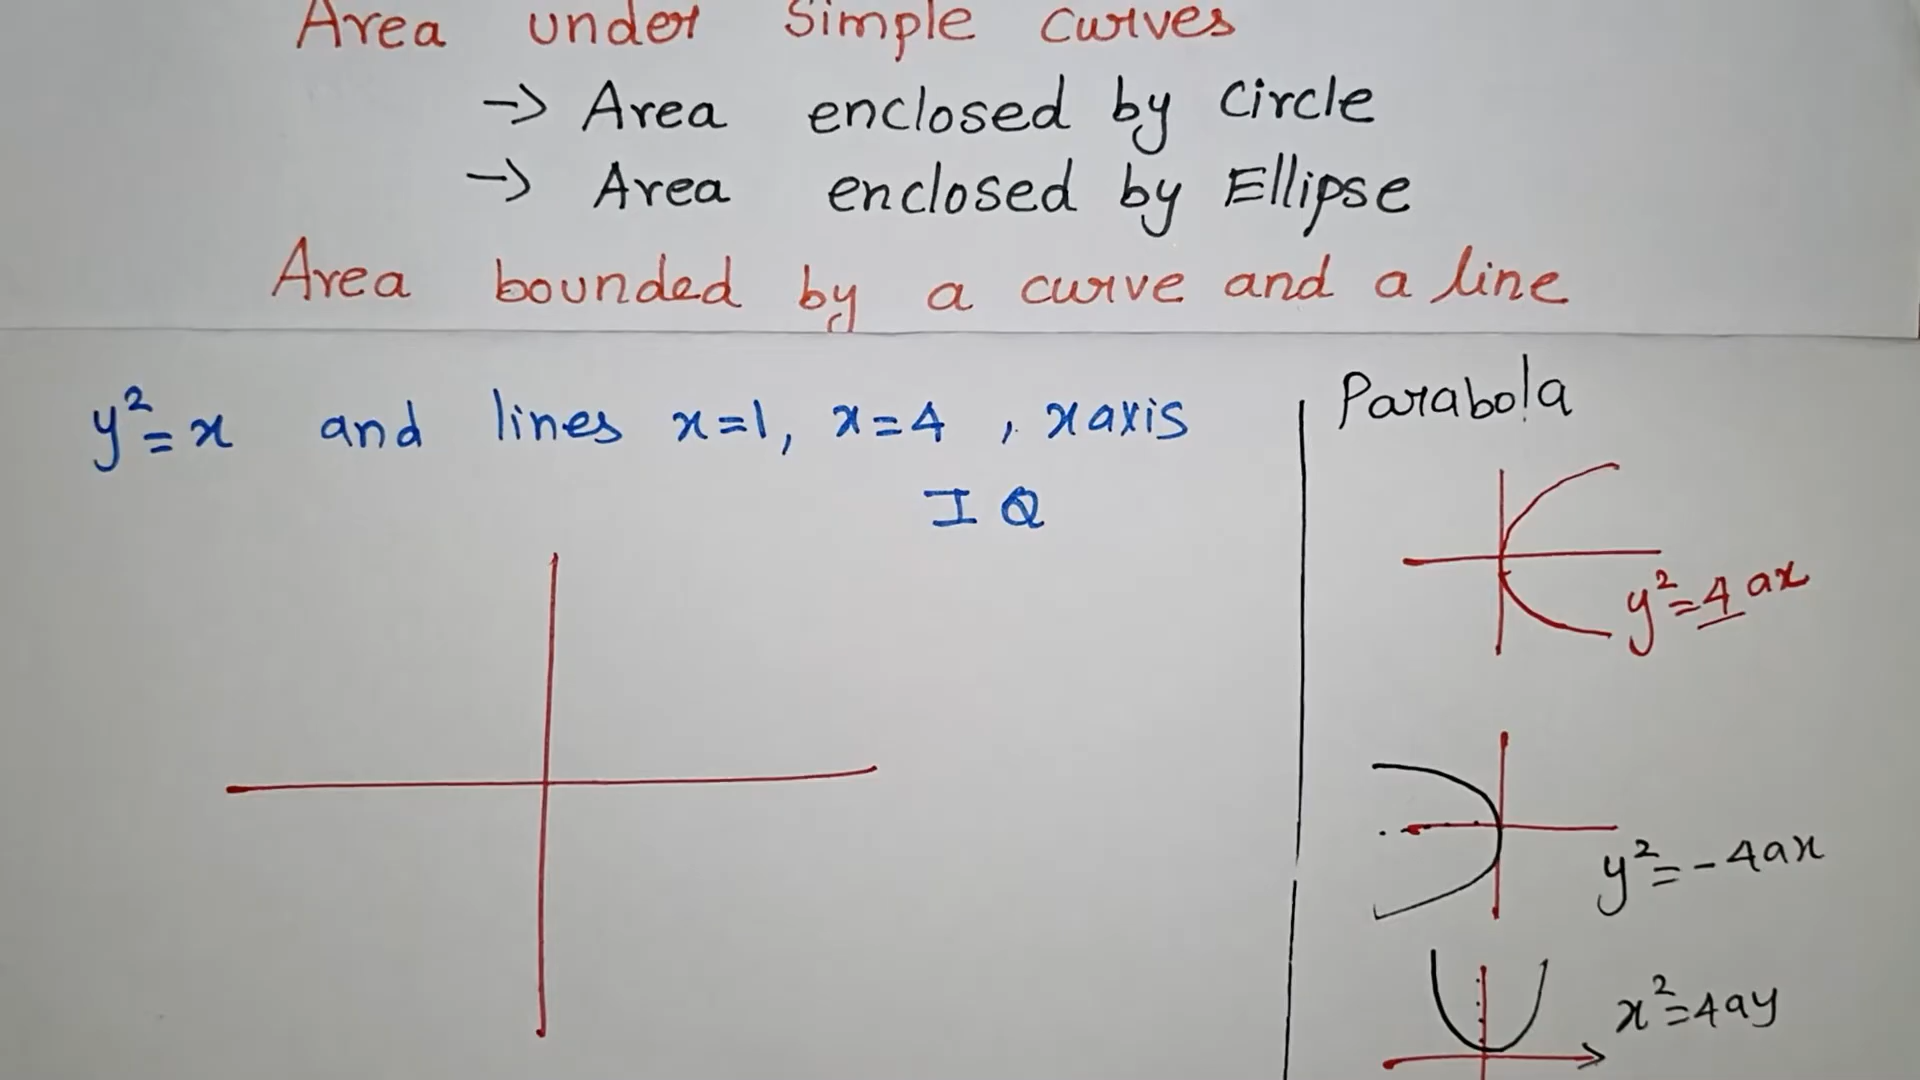 Area under Simple curves
-> Area enclosed by Circle
-> Area enclosed by Ellipse
Area bounded by a curve and a line
y²=x and lines x=1, x=4, x axis
I Q
Parabola
y²=4ax
y²=-4ax
x²=4ay